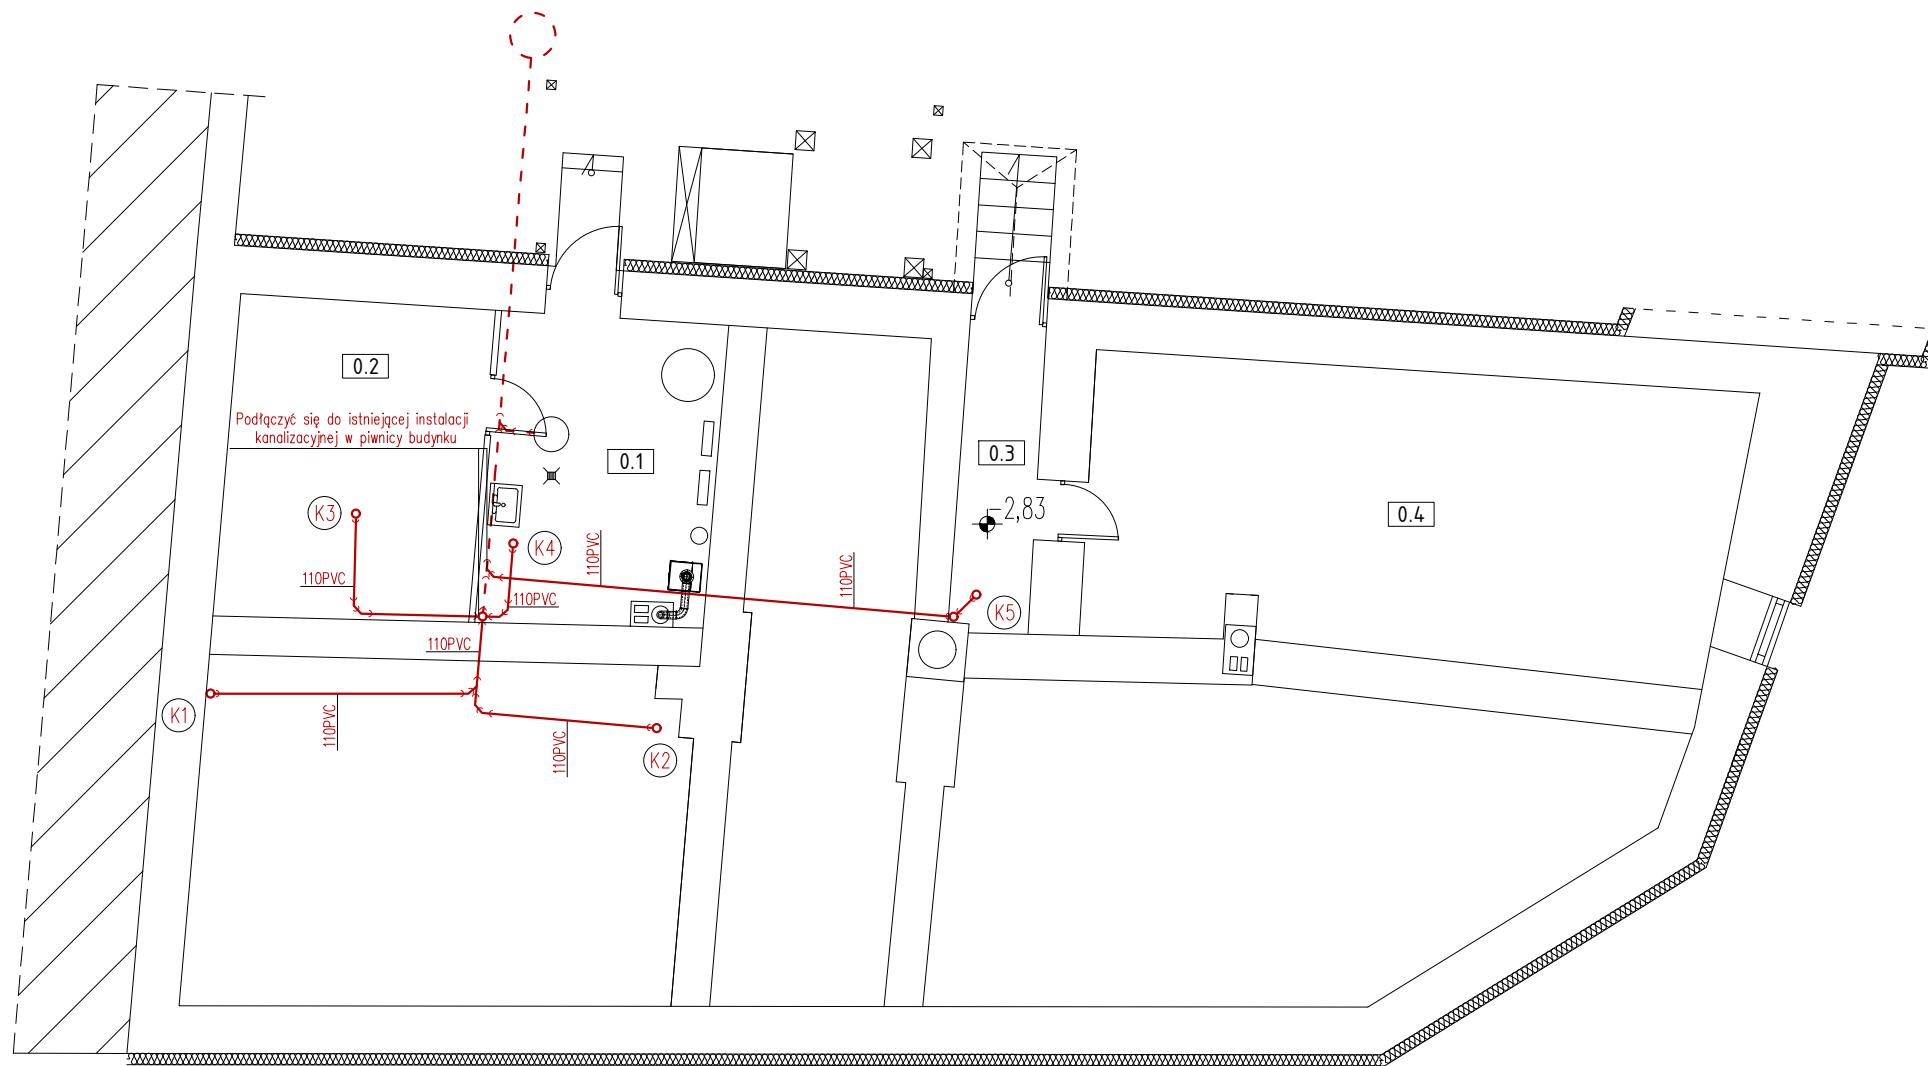 0.2
Podłączyć się do istniejącej instalacji
kanalizacyjnej w piwnicy budynku
0.1
0.3
-2,83
0.4
K3
K4
110PVC
110PVC
110PVC
110PVC
K5
110PVC
K1
110PVC
110PVC
K2